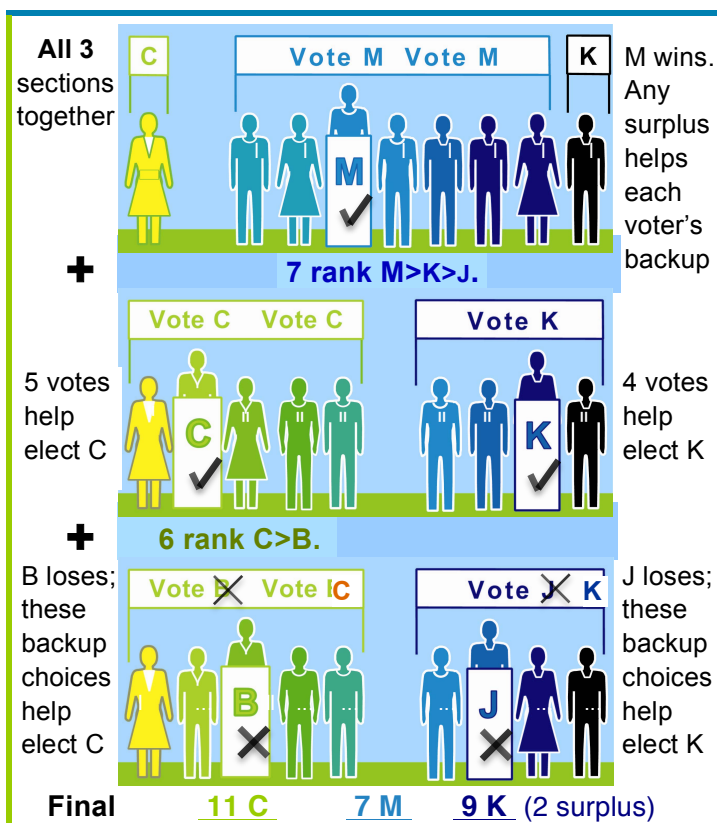 All 3
sections
together
C
Vote M Vote M
K
M wins.
Any
surplus
helps
each
voter's
backup
M
+
7 rank M>K>J.
Vote C Vote C
Vote K
5 votes
help
elect C
4 votes
help
elect K
C
K
+
6 rank C>B.
B loses;
these
backup
choices
help
elect C
Vote B Vote C
Vote J K
J loses;
these
backup
choices
help
elect K
B
J
Final 11 C 7 M 9 K (2 surplus)